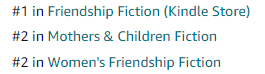 #1 in Friendship Fiction (Kindle Store)
#2 in Mothers & Children Fiction
#2 in Women's Friendship Fiction